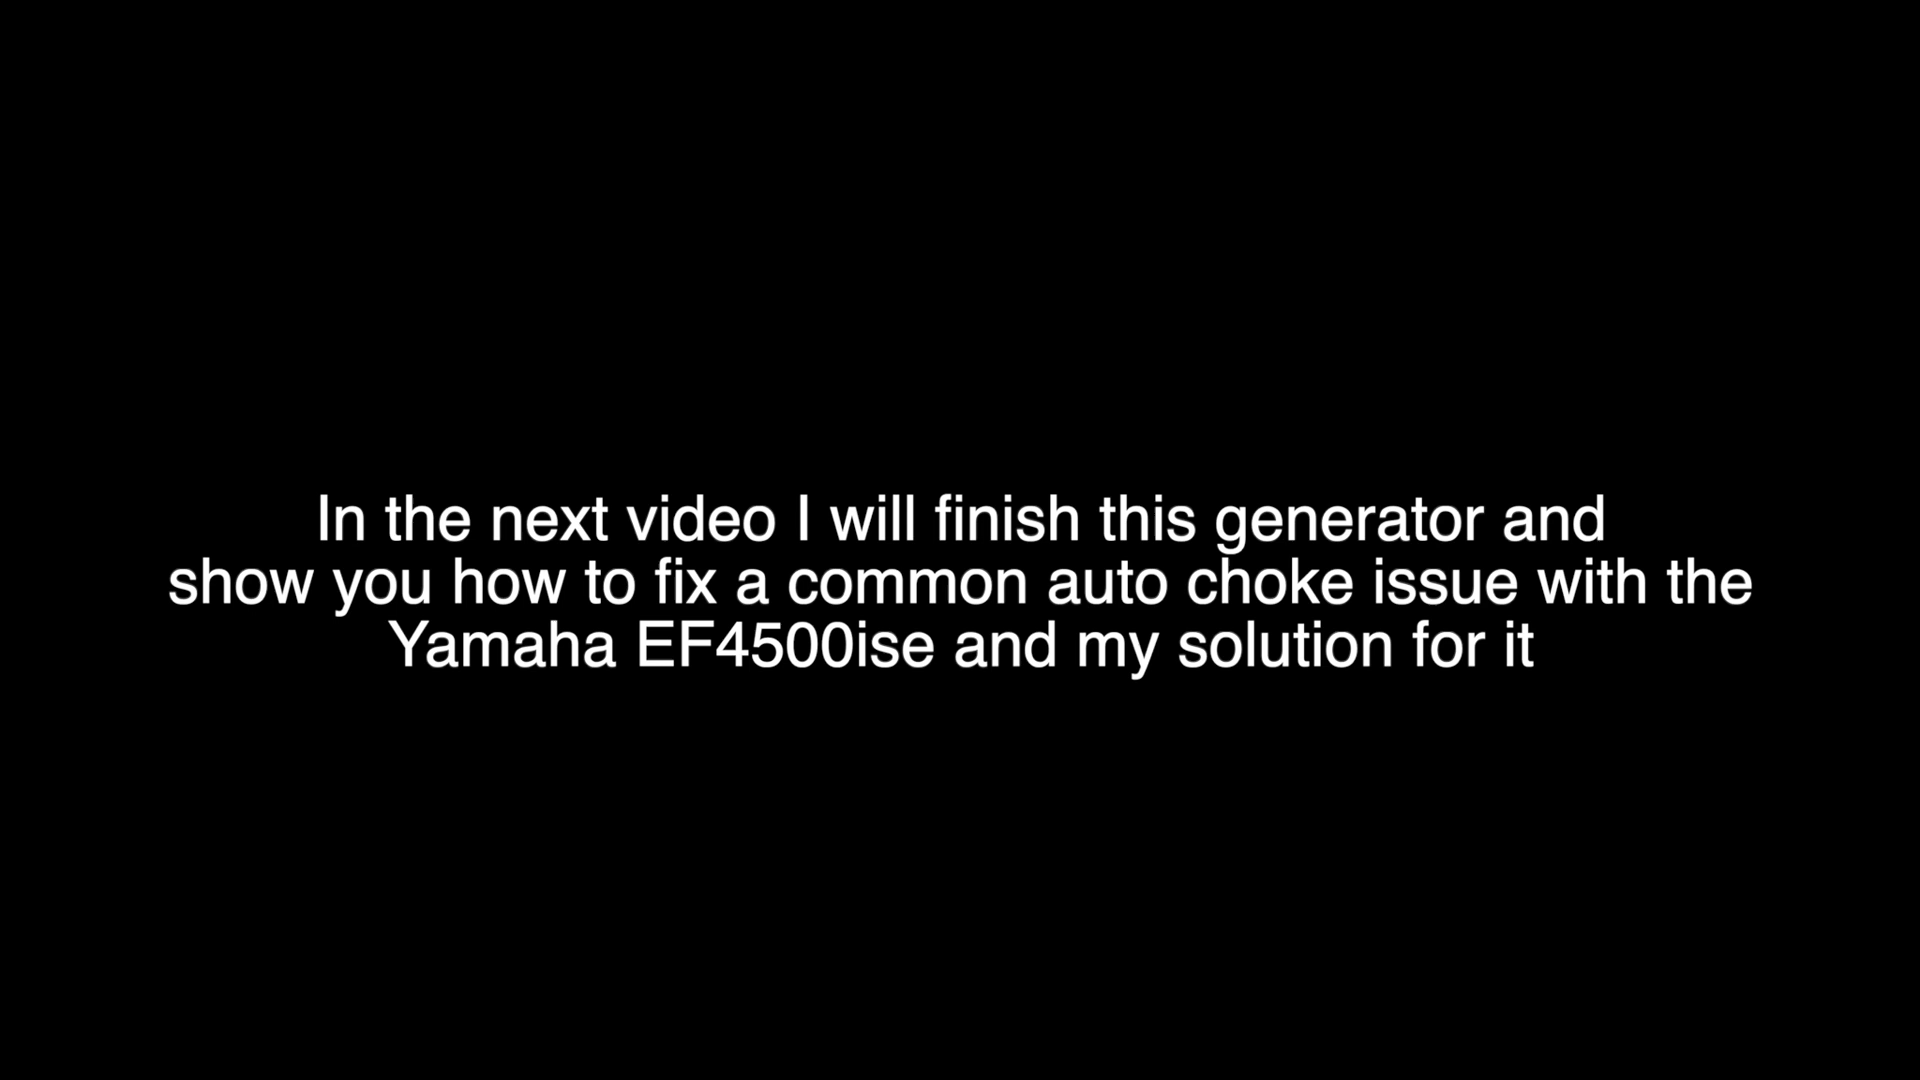 In the next video I will finish this generator and
show you how to fix a common auto choke issue with the
Yamaha EF4500ise and my solution for it